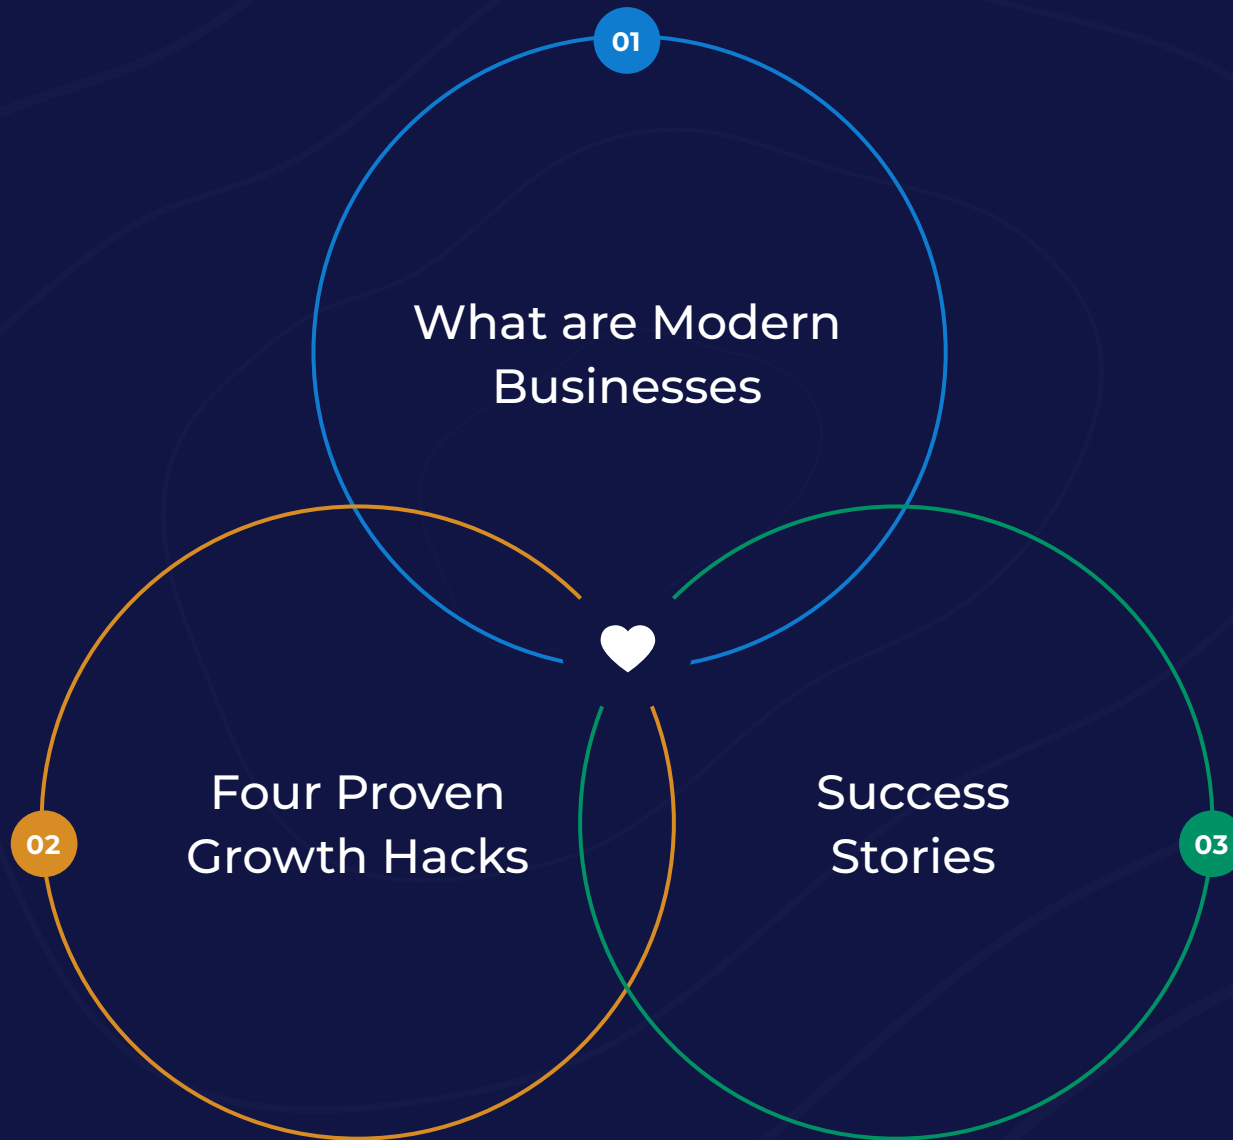 01
What are Modern
Businesses
02
Four Proven
Growth Hacks
03
Success
Stories